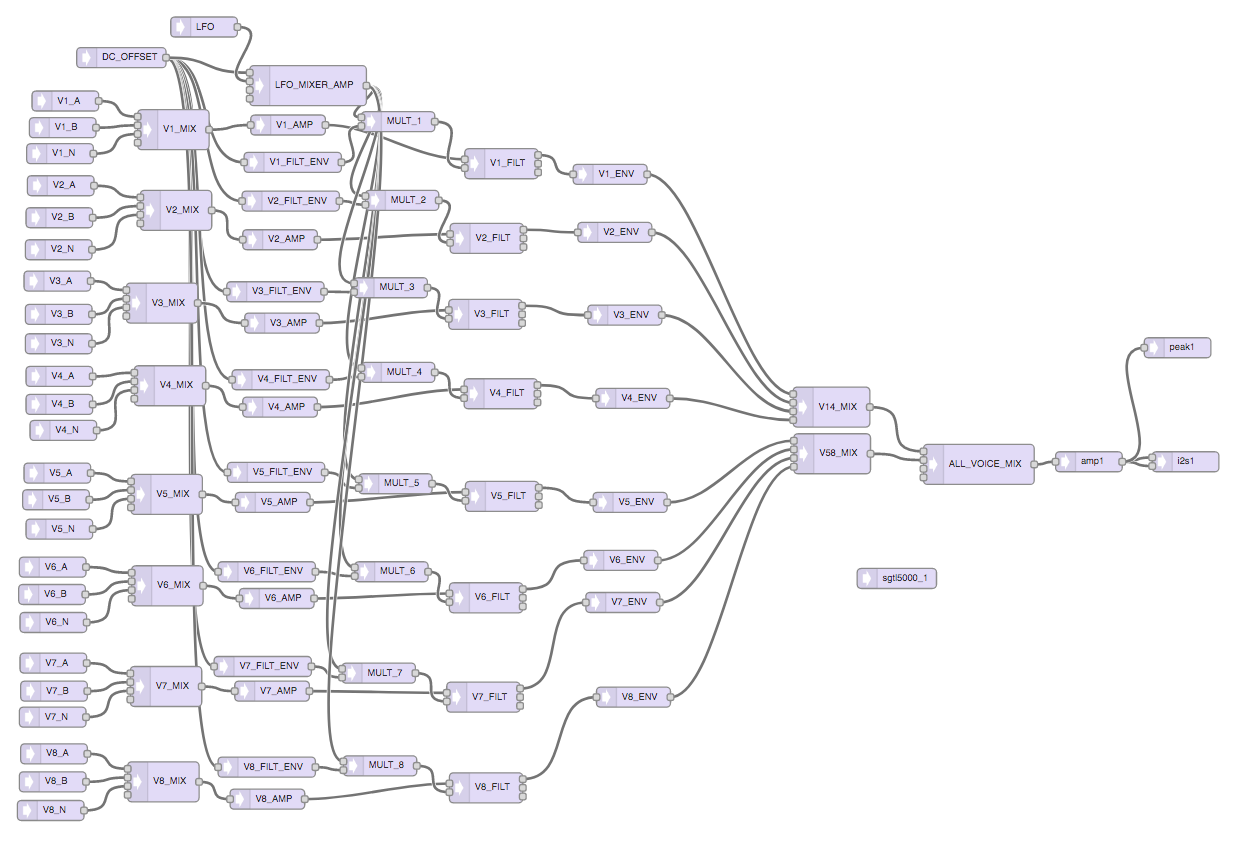 LFO
DC_OFFSET
LFO_MIXER_AMP
V1_A
V1_B
V1_N
V1_MIX
V1_AMP
V1_FILT_ENV
MULT_1
V1_FILT
V1_ENV
V2_A
V2_B
V2_N
V2_MIX
V2_FILT_ENV
V2_AMP
MULT_2
V2_FILT
V2_ENV
V3_A
V3_B
V3_N
V3_MIX
V3_FILT_ENV
V3_AMP
MULT_3
V3_FILT
V3_ENV
V4_A
V4_B
V4_N
V4_MIX
V4_FILT_ENV
V4_AMP
MULT_4
V4_FILT
V4_ENV
V5_A
V5_B
V5_N
V5_MIX
V5_FILT_ENV
V5_AMP
MULT_5
V5_FILT
V5_ENV
V6_A
V6_B
V6_N
V6_MIX
V6_FILT_ENV
V6_AMP
MULT_6
V6_FILT
V6_ENV
V7_A
V7_B
V7_N
V7_MIX
V7_FILT_ENV
V7_AMP
MULT_7
V7_FILT
V7_ENV
V8_A
V8_B
V8_N
V8_MIX
V8_FILT_ENV
V8_AMP
MULT_8
V8_FILT
V8_ENV
V14_MIX
V58_MIX
ALL_VOICE_MIX
amp1
peak1
i2s1
sgtl5000_1